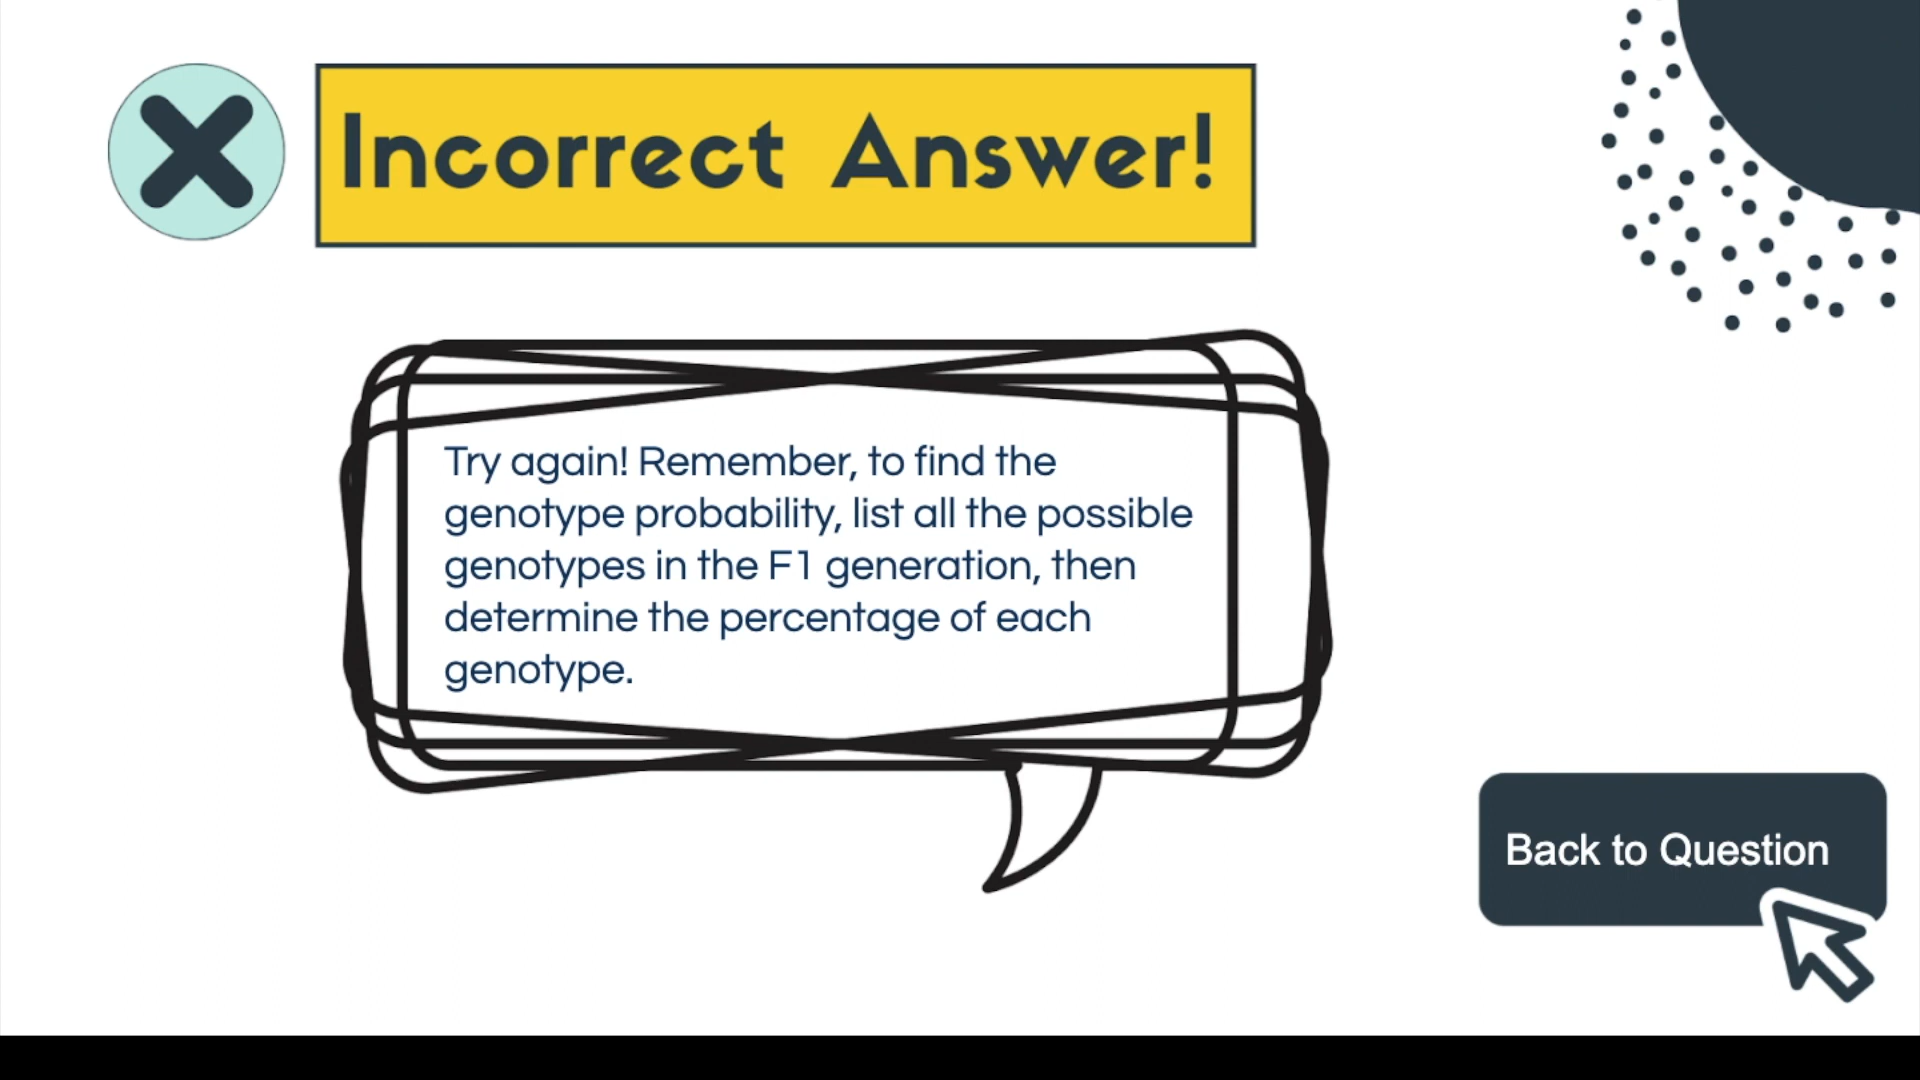 Incorrect Answer!
Try again! Remember, to find the
genotype probability, list all the possible
genotypes in the F1 generation, then
determine the percentage of each
genotype.
Back to Question